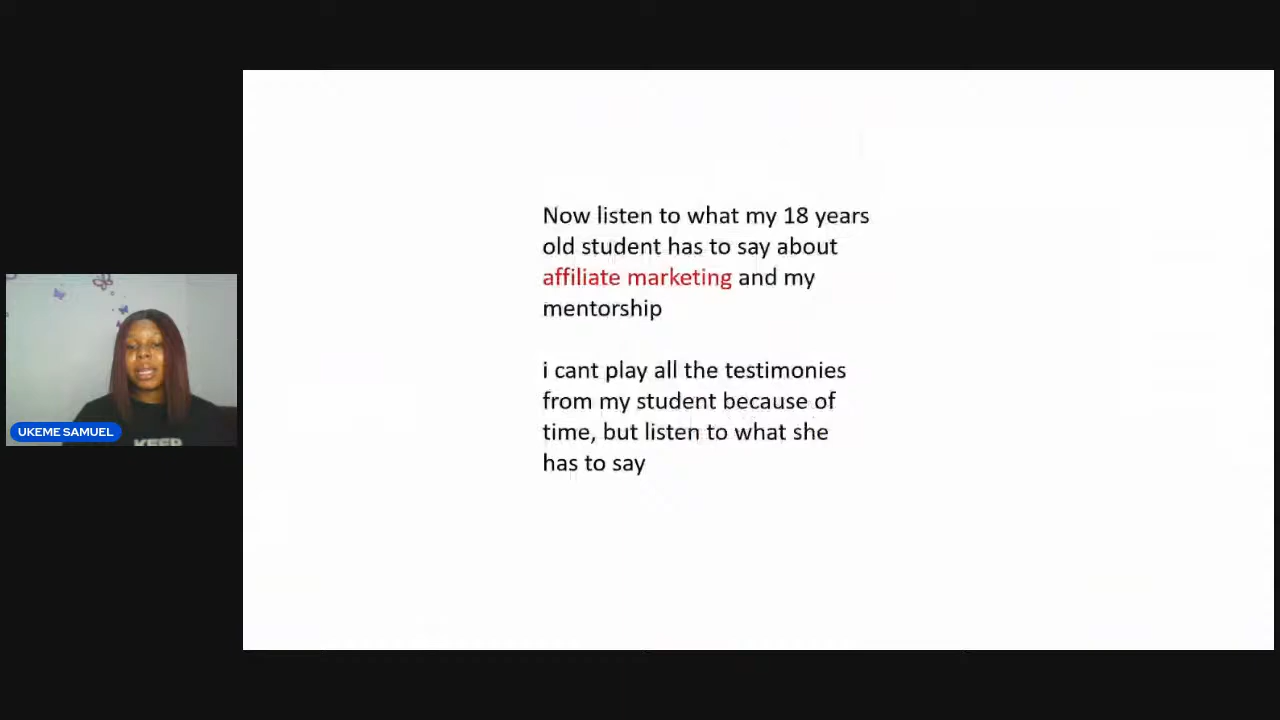 Now listen to what my 18 years
old student has to say about
affiliate marketing and my
mentorship
i cant play all the testimonies
from my student because of
time, but listen to what she
has to say
UKEME SAMUEL
KEEP